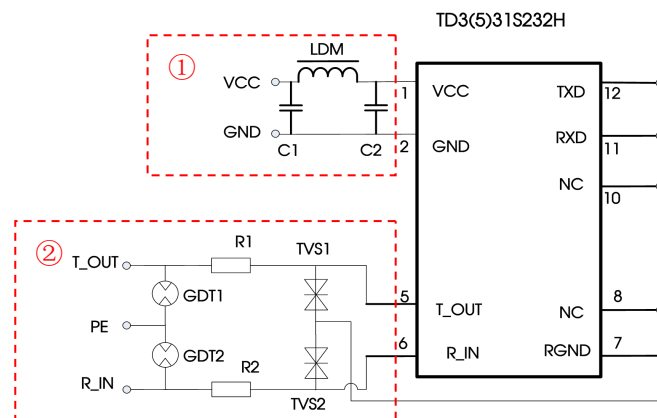 TD3(5)31S232H
①
LDM
VCC
GND
C1
C2
1
2
VCC
GND
TXD
RXD
NC
12
11
10
②
T_OUT
R1
TVS1
GDT1
PE
GDT2
R_IN
R2
TVS2
5
6
T_OUT
R_IN
NC
RGND
8
7